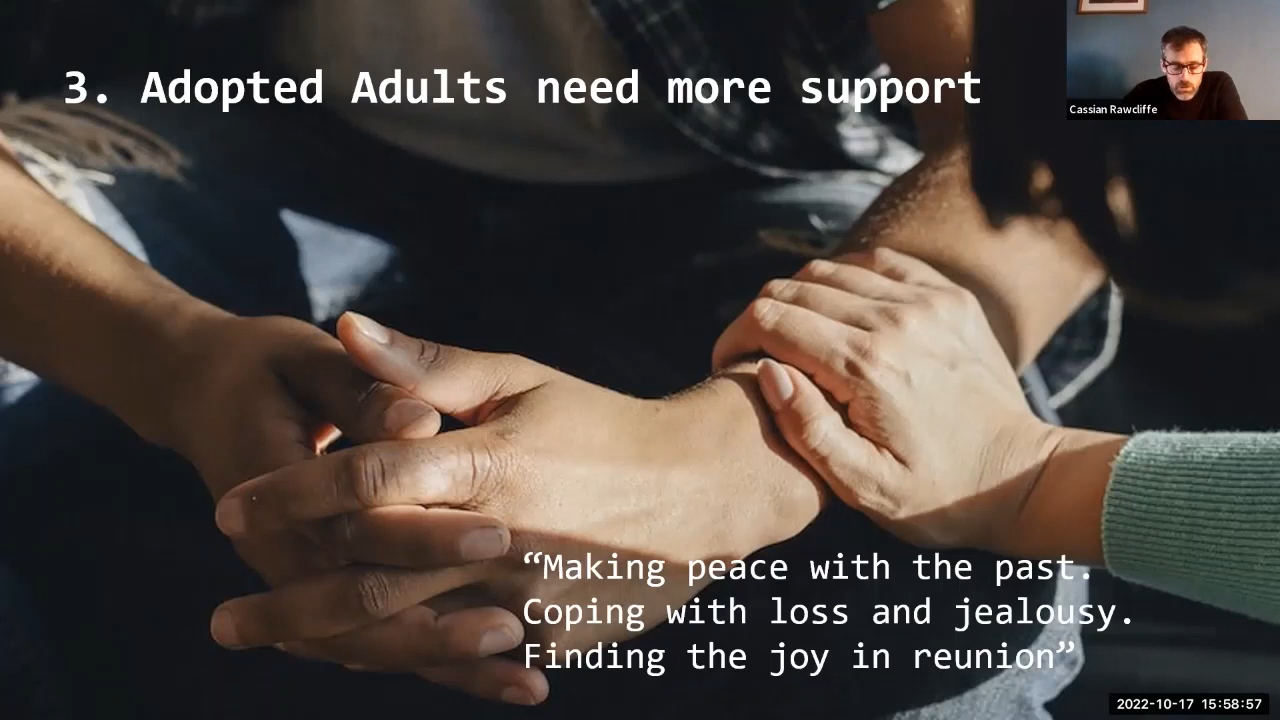 3. Adopted Adults need more support
Cassian Rawcliffe
“Making peace with the past.
Coping with loss and jealousy.
Finding the joy in reunion”
2022-10-17 15:58:57